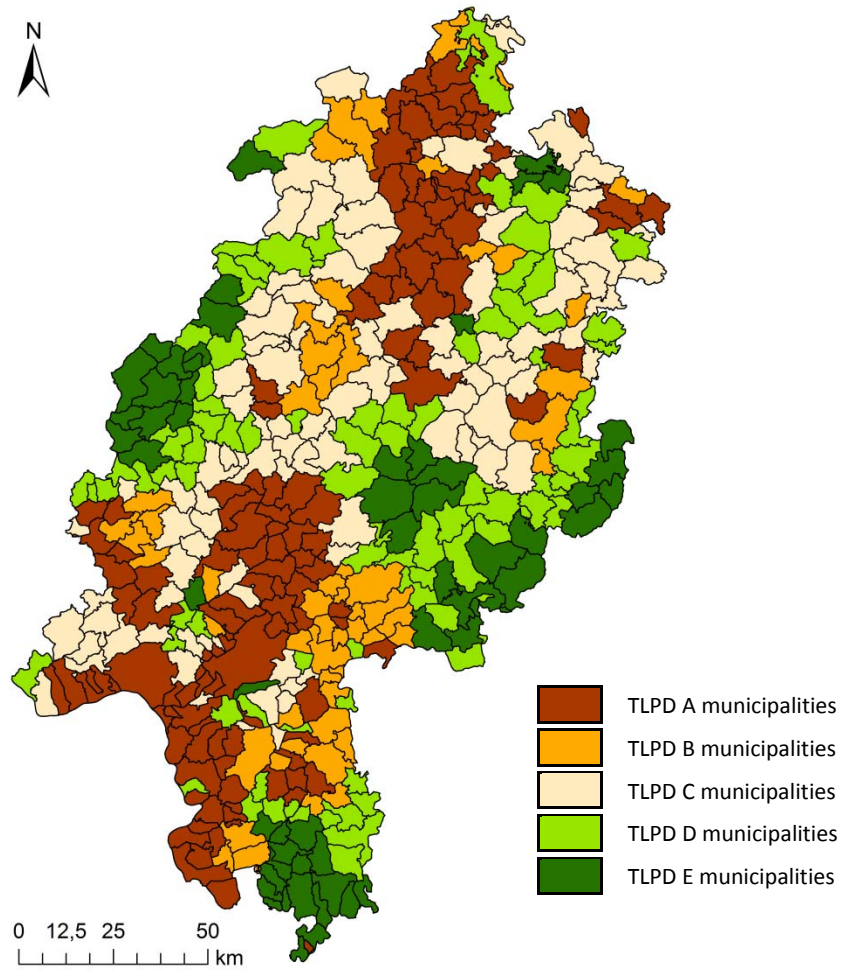 N
TLPD A municipalities
TLPD B municipalities
TLPD C municipalities
TLPD D municipalities
TLPD E municipalities
0 12,5 25 50
km